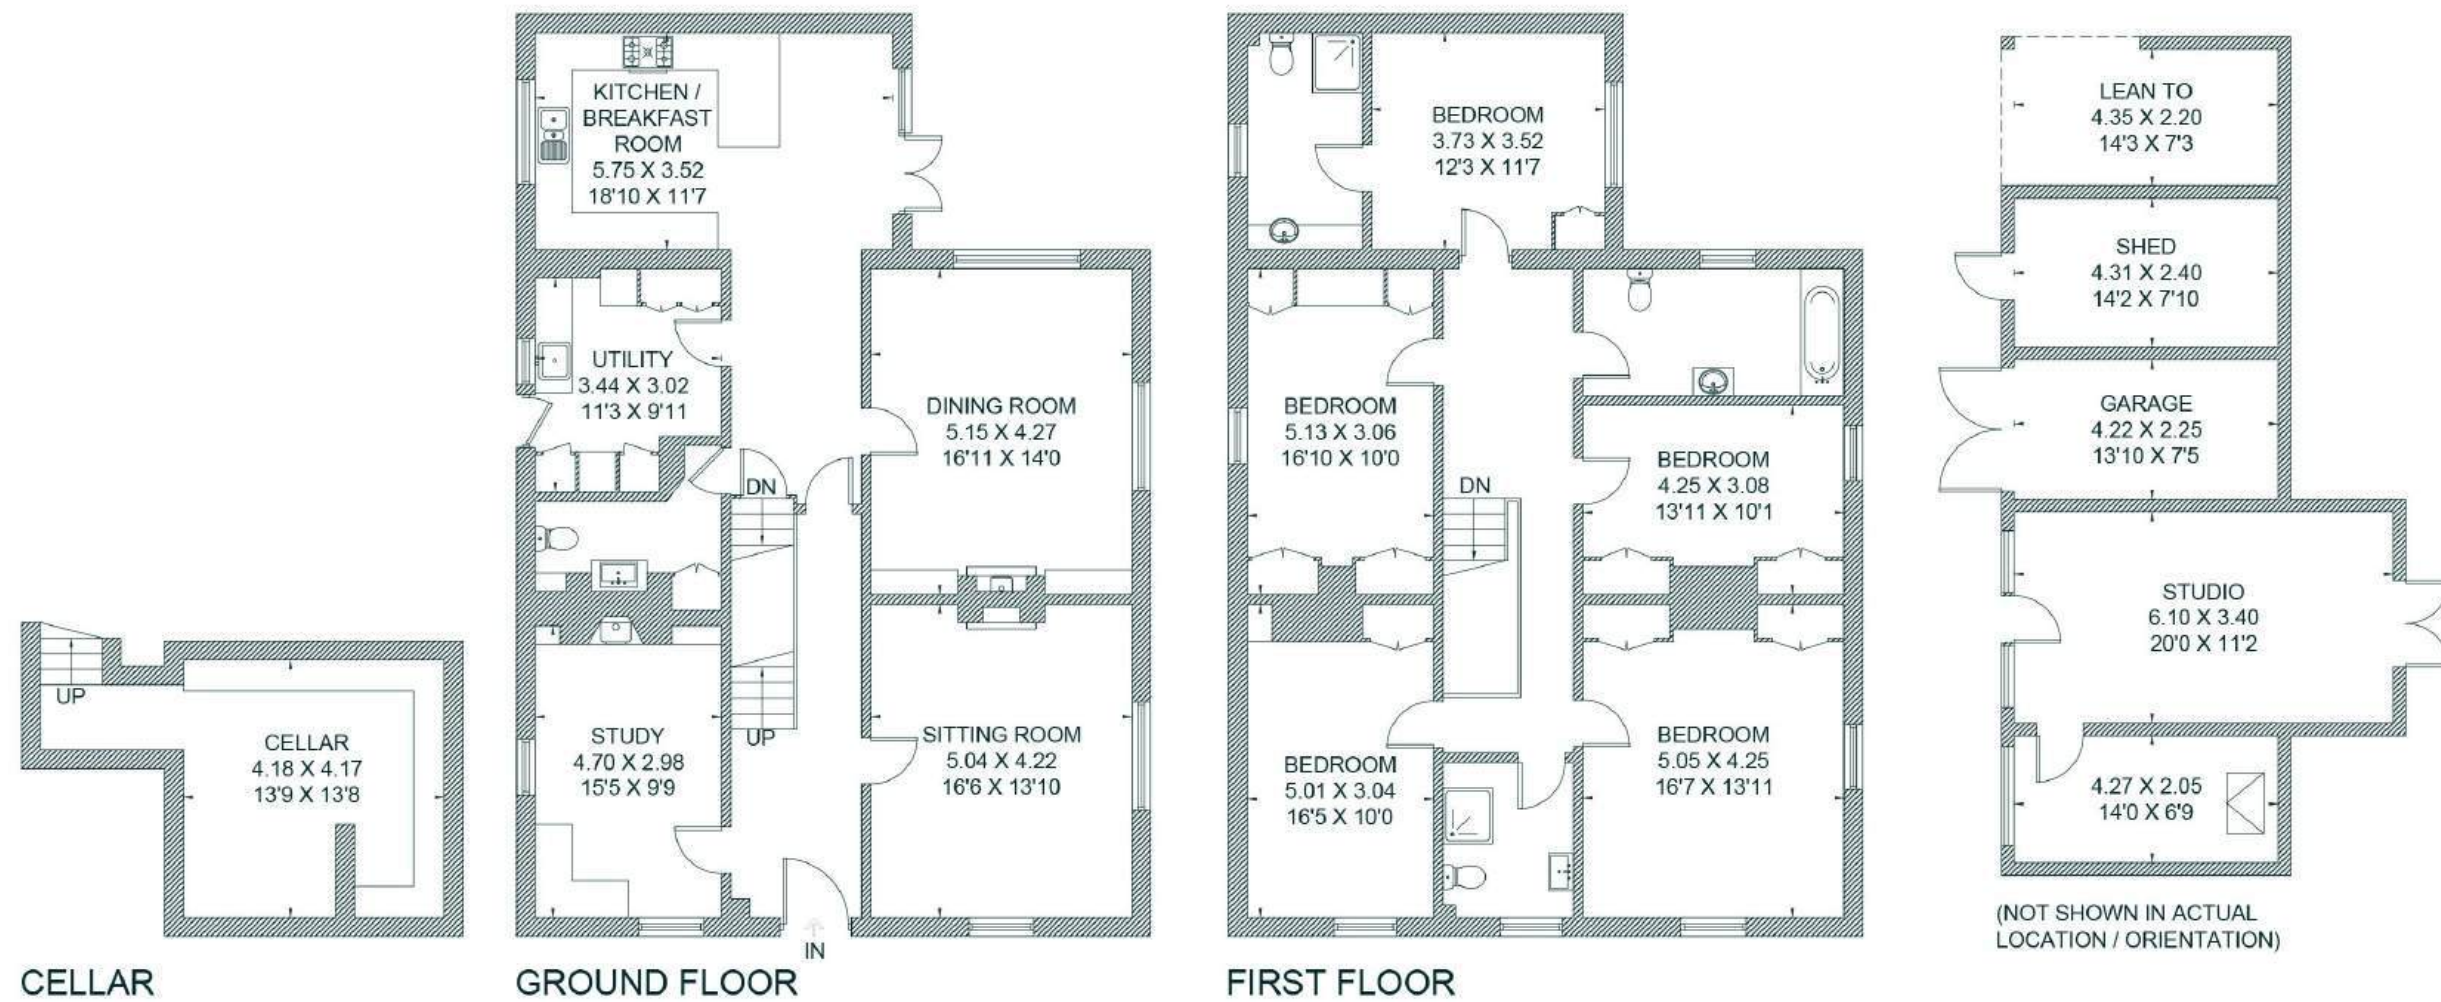 UP
CELLAR
4.18 X 4.17
13'9 X 13'8
CELLAR
KITCHEN /
BREAKFAST
ROOM
5.75 X 3.52
18'10 X 11'7
UTILITY
3.44 X 3.02
11'3 X 9'11
DINING ROOM
5.15 X 4.27
16'11 X 14'0
DN
STUDY
4.70 X 2.98
15'5 X 9'9
UP
SITTING ROOM
5.04 X 4.22
16'6 X 13'10
IN
GROUND FLOOR
BEDROOM
3.73 X 3.52
12'3 X 11'7
BEDROOM
5.13 X 3.06
16'10 X 10'0
DN
BEDROOM
4.25 X 3.08
13'11 X 10'1
BEDROOM
5.01 X 3.04
16'5 X 10'0
BEDROOM
5.05 X 4.25
16'7 X 13'11
FIRST FLOOR
LEAN TO
4.35 X 2.20
14'3 X 7'3
SHED
4.31 X 2.40
14'2 X 7'10
GARAGE
4.22 X 2.25
13'10 X 7'5
STUDIO
6.10 X 3.40
20'0 X 11'2
4.27 X 2.05
14'0 X 6'9
(NOT SHOWN IN ACTUAL
LOCATION / ORIENTATION)